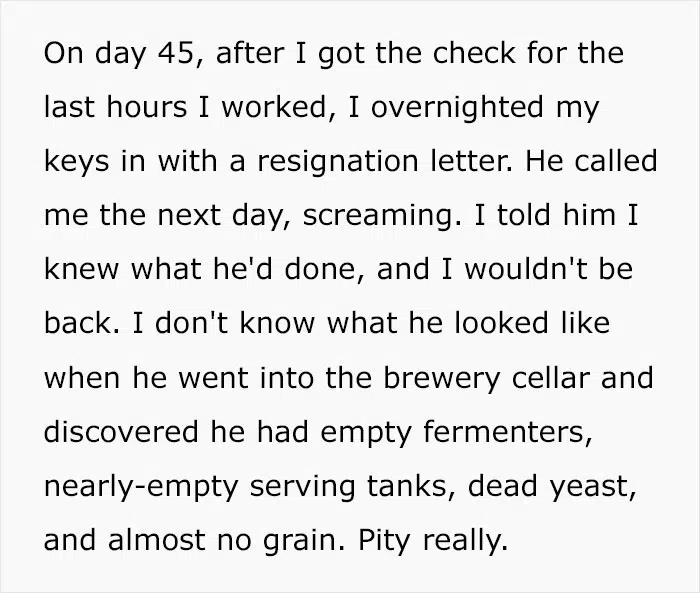 On day 45, after I got the check for the
last hours I worked, I overnighted my
keys in with a resignation letter. He called
me the next day, screaming. I told him I
knew what he'd done, and I wouldn't be
back. I don't know what he looked like
when he went into the brewery cellar and
discovered he had empty fermenters,
nearly-empty serving tanks, dead yeast,
and almost no grain. Pity really.